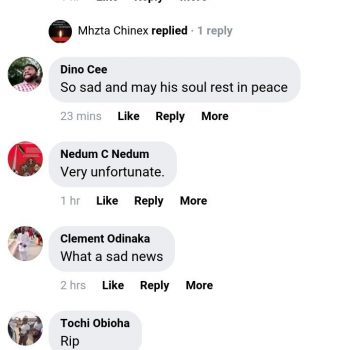 Mhzta Chinex replied · 1 reply
Dino Cee
So sad and may his soul rest in peace
23 mins Like Reply More
Nedum C Nedum
Very unfortunate.
1 hr Like Reply More
Clement Odinaka
What a sad news
2 hrs Like Reply More
Tochi Obioha
Rip